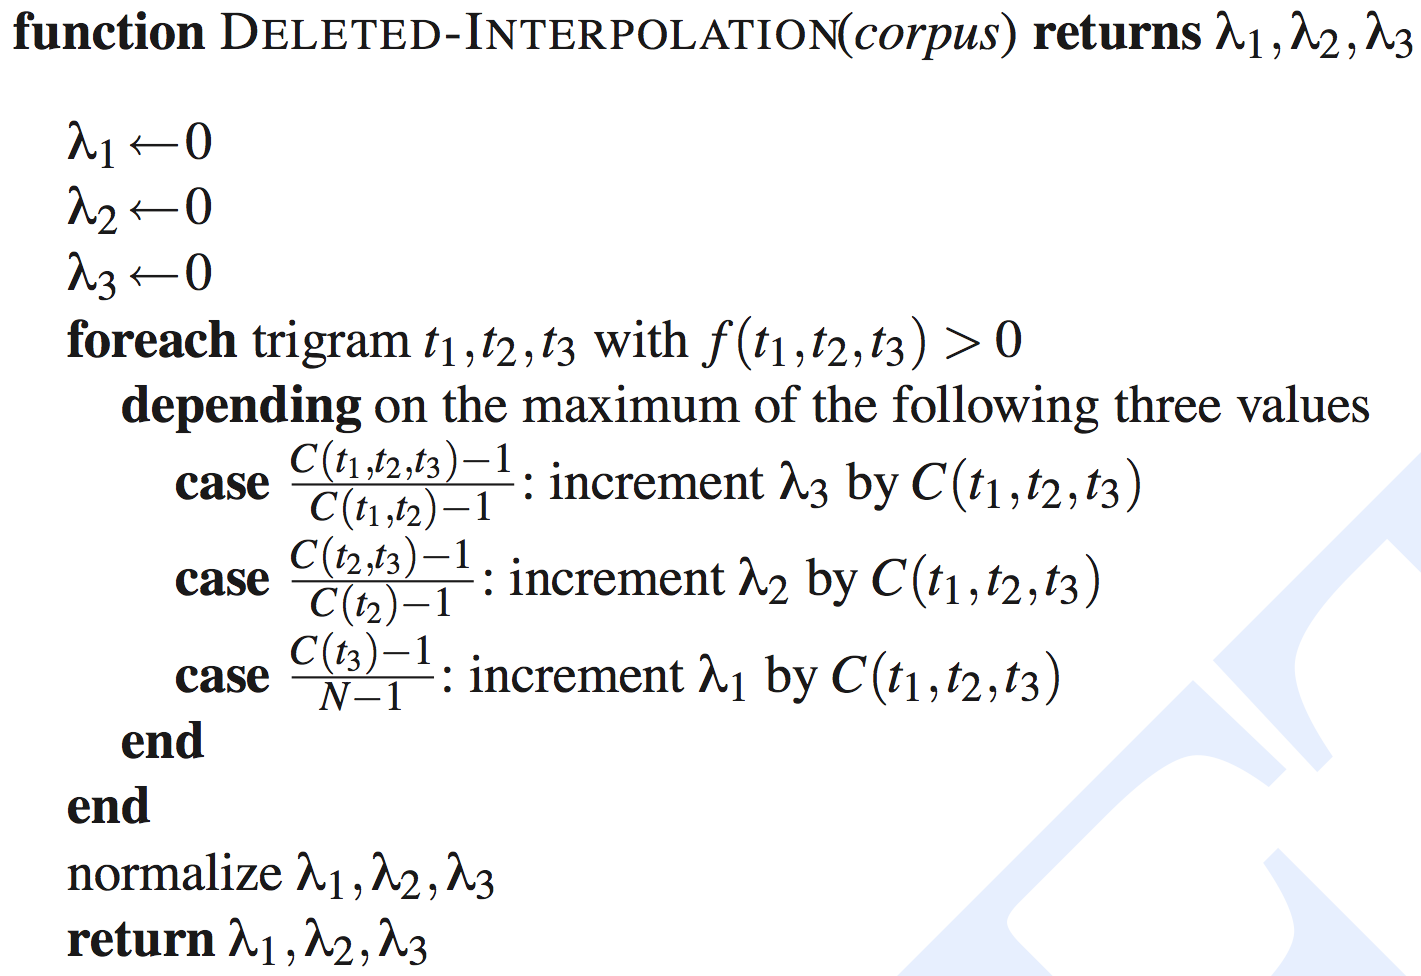 function DELETED-INTERPOLATION(corpus) returns λ₁, λ₂, λ₃
λ₁ ←0
λ₂ ←0
λ₃ ←0
foreach trigram t₁, t₂, t₃ with f(t₁, t₂, t₃) > 0
depending on the maximum of the following three values
case C(t₁,t₂,t₃)−1 / C(t₁,t₂)−1 : increment λ₃ by C(t₁, t₂, t₃)
case C(t₂,t₃)−1 / C(t₂)−1 : increment λ₂ by C(t₁, t₂, t₃)
case C(t₃)−1 / N−1 : increment λ₁ by C(t₁, t₂, t₃)
end
end
normalize λ₁, λ₂, λ₃
return λ₁, λ₂, λ₃